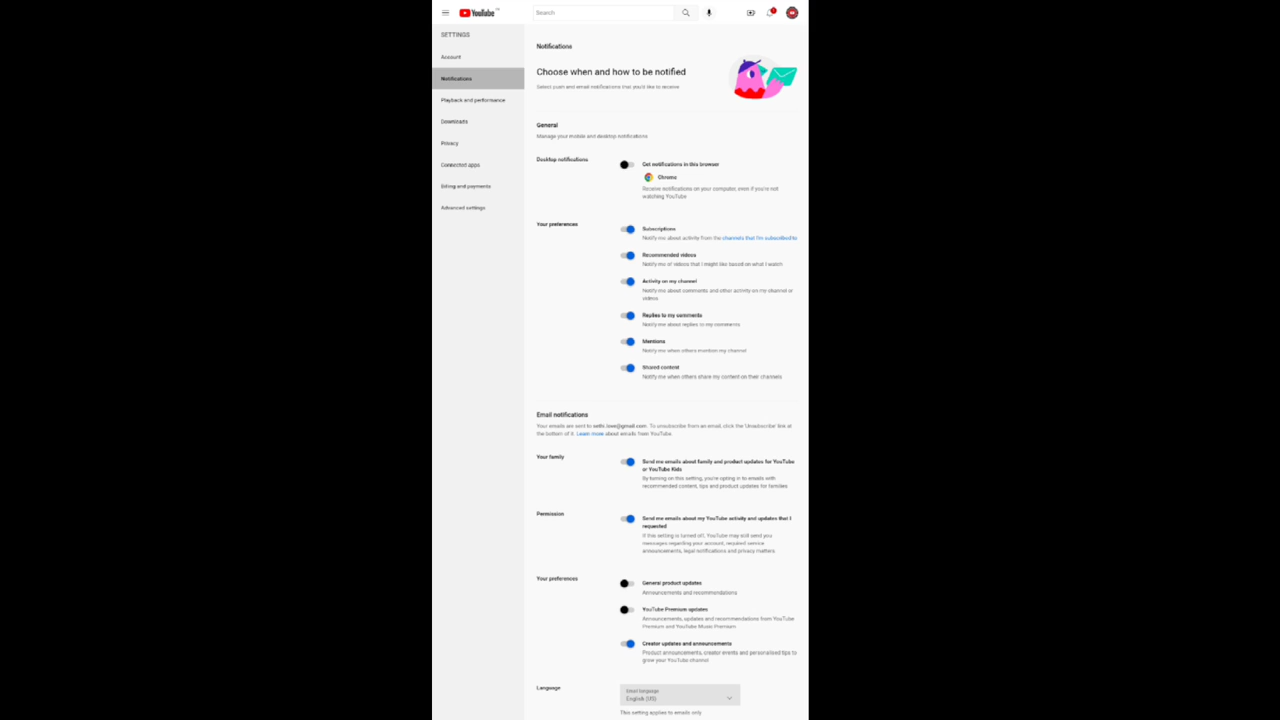 YouTube
Search
1
SETTINGS
Account
Notifications
Playback and performance
Downloads
Privacy
Connected apps
Billing and payments
Advanced settings
Notifications
Choose when and how to be notified
Select push and email notifications that you'd like to receive
General
Manage your mobile and desktop notifications
Desktop notifications
Get notifications in this browser
Chrome
Receive notifications on your computer, even if you're not
watching YouTube
Your preferences
Subscriptions
Notify me about activity from the channels that I'm subscribed to
Recommended videos
Notify me of videos that I might like based on what I watch
Activity on my channel
Notify me about comments and other activity on my channel or
videos
Replies to my comments
Notify me about replies to my comments
Mentions
Notify me when others mention my channel
Shared content
Notify me when others share my content on their channels
Email notifications
Your emails are sent to To unsubscribe from an email, click the 'Unsubscribe' link at
the bottom of it. Learn more about emails from YouTube.
Your family
Send me emails about family and product updates for YouTube
or YouTube Kids
By turning on this setting, you're opting in to emails with
recommended content, tips and product updates for families
Permission
Send me emails about my YouTube activity and updates that I
requested
If this setting is turned off, YouTube may still send you
messages regarding your account, required service
announcements, legal notifications and privacy matters
Your preferences
General product updates
Announcements and recommendations
YouTube Premium updates
Announcements, updates and recommendations from YouTube
Premium and YouTube Music Premium
Creator updates and announcements
Product announcements, creator events and personalised tips to
grow your YouTube channel
Language
Email language
English (US)
This setting applies to emails only